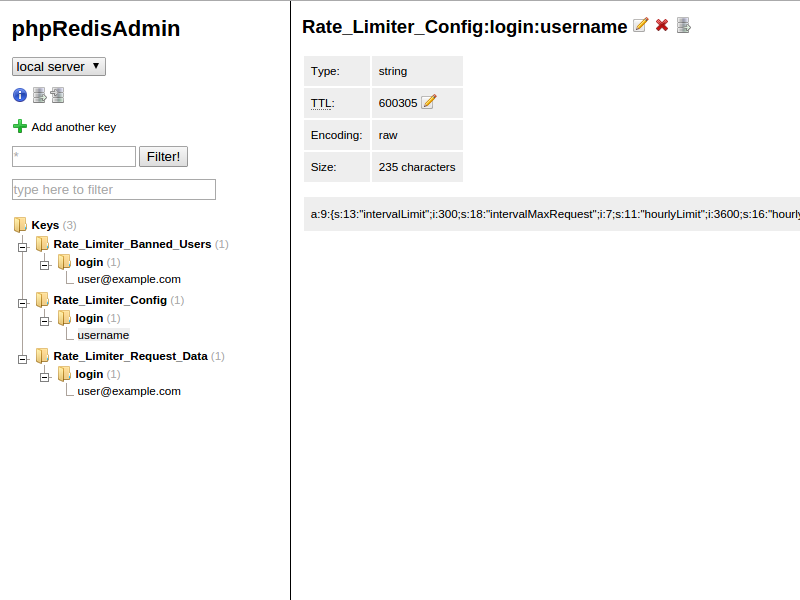 phpRedisAdmin
local server
Add another key
*
Filter!
type here to filter
Keys (3)
Rate_Limiter_Banned_Users (1)
login (1)
user@example.com
Rate_Limiter_Config (1)
login (1)
username
Rate_Limiter_Request_Data (1)
login (1)
user@example.com
Rate_Limiter_Config:login:username
Type: string
TTL: 600305
Encoding: raw
Size: 235 characters
a:9:{s:13:"intervalLimit";i:300;s:18:"intervalMaxRequest";i:7;s:11:"hourlyLimit";i:3600;s:16:"hourly